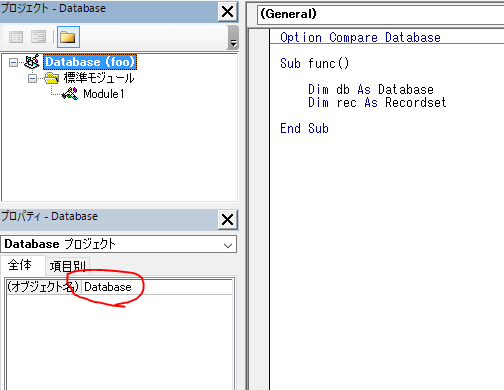 プロジェクト - Database
Database (foo)
標準モジュール
Module1
プロパティ - Database
Database プロジェクト
全体 項目別
(オブジェクト名) Database
(General)
Option Compare Database
Sub func()
Dim db As Database
Dim rec As Recordset
End Sub